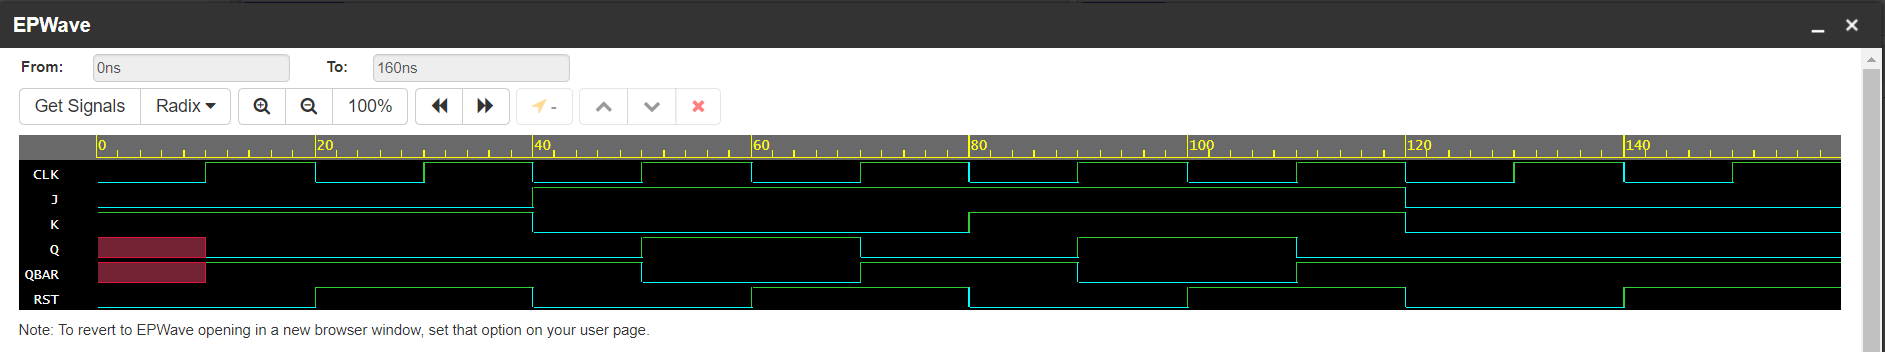 EPWave
From: 0ns To: 160ns
Get Signals Radix 100% -
0 20 40 60 80 100 120 140
CLK
J
K
Q
QBAR
RST
Note: To revert to EPWave opening in a new browser window, set that option on your user page.